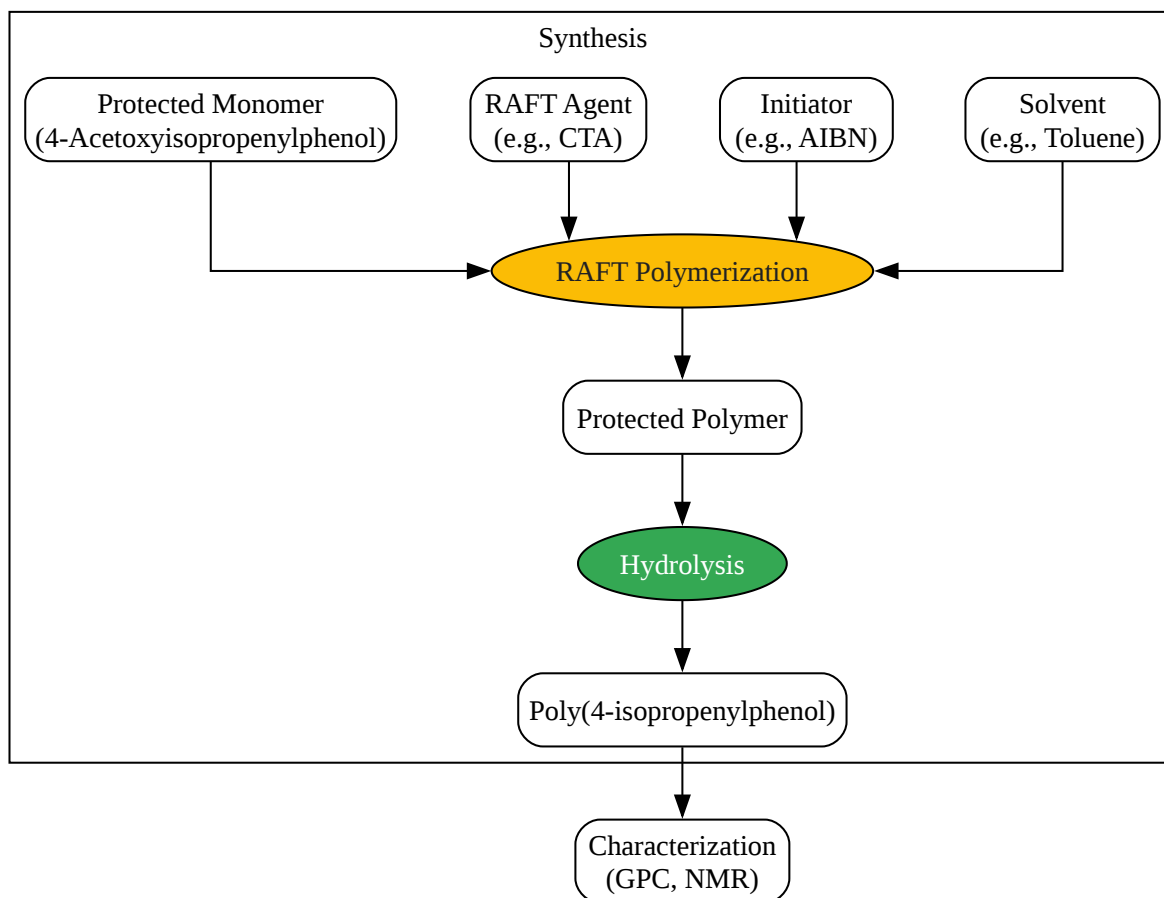 Synthesis
Protected Monomer
(4-Acetoxyisopropenylphenol)
RAFT Agent
(e.g., CTA)
Initiator
(e.g., AIBN)
Solvent
(e.g., Toluene)
RAFT Polymerization
Protected Polymer
Hydrolysis
Poly(4-isopropenylphenol)
Characterization
(GPC, NMR)